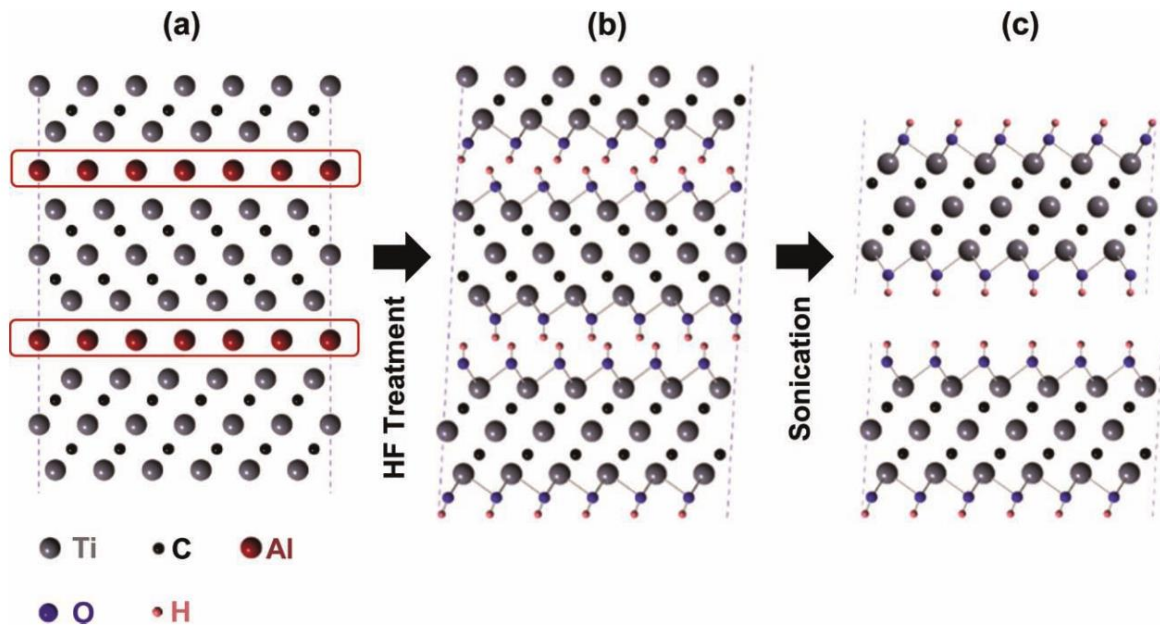 (a) (b) (c)
HF Treatment
Sonication
Ti C Al
O H